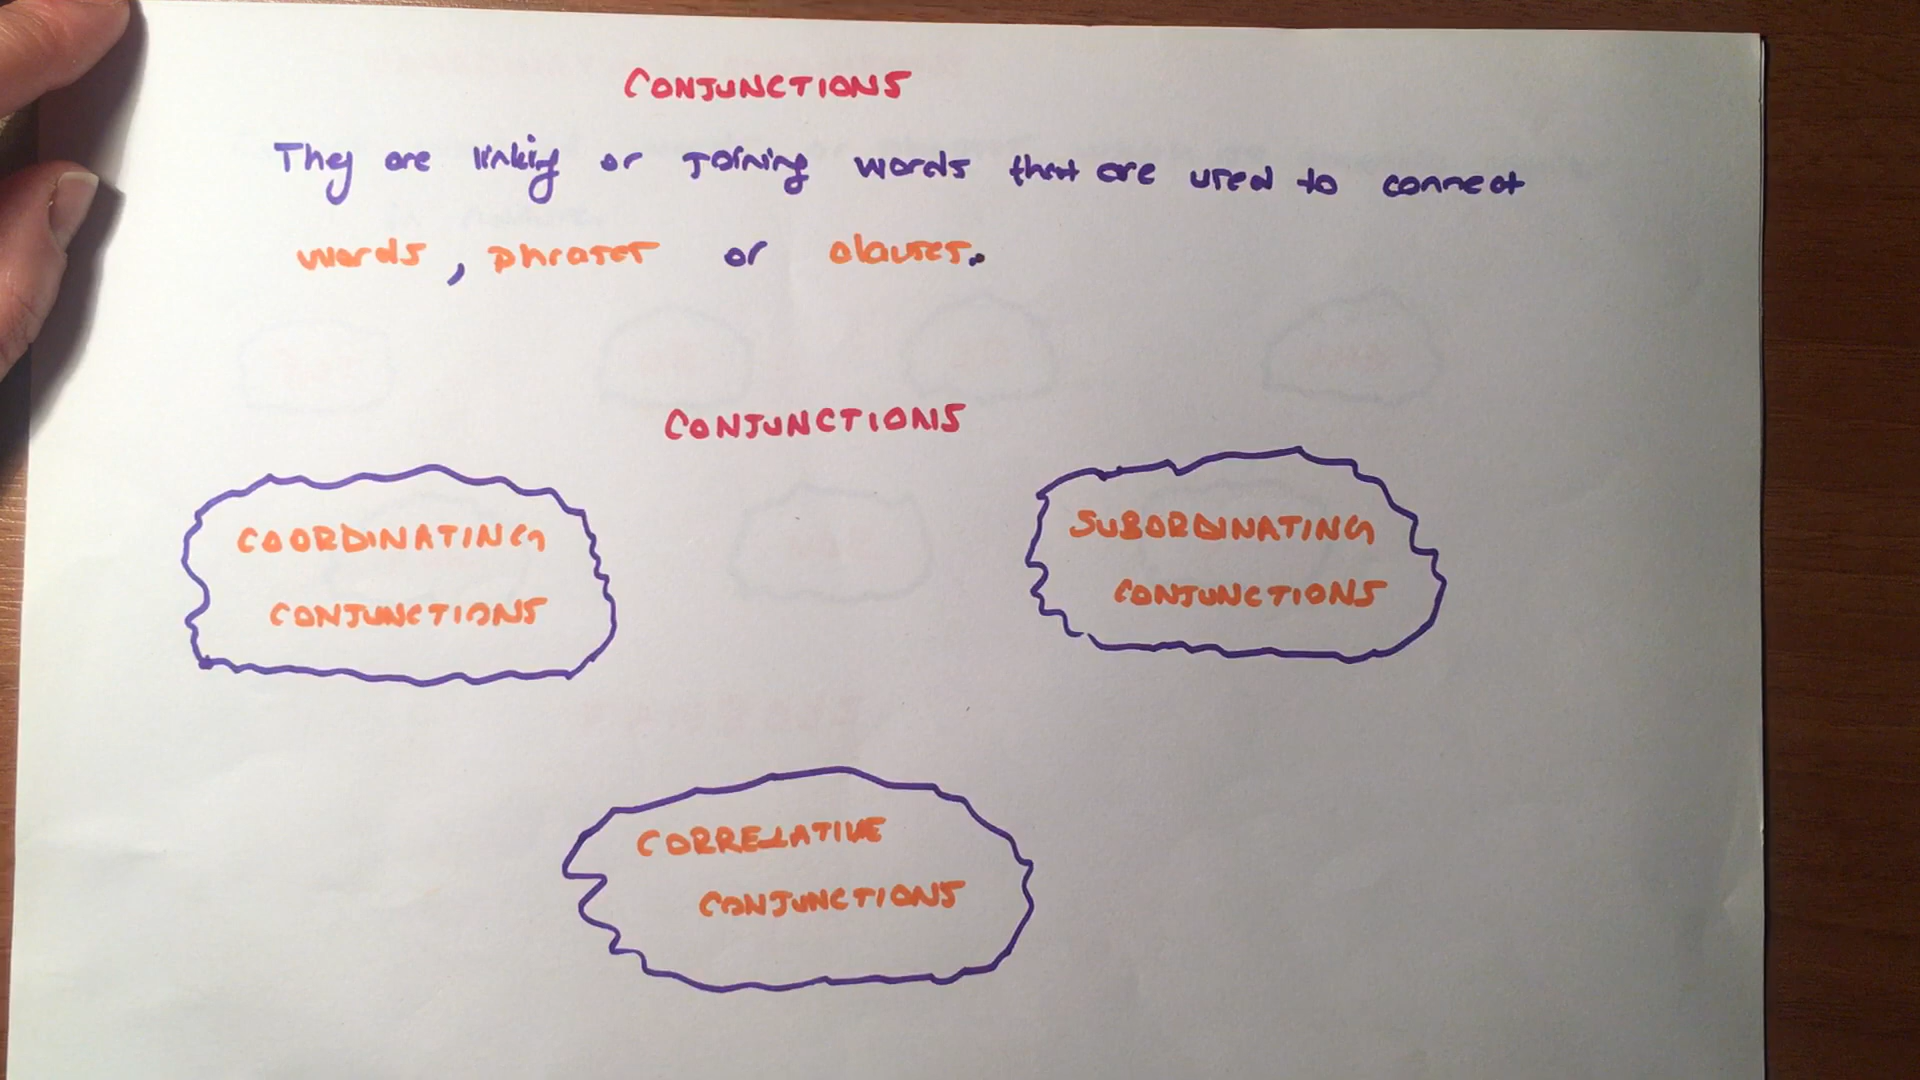 CONJUNCTIONS
They are linking or Joining words that are used to connect
words, phrases or clauses.
CONJUNCTIONS
COORDINATING
CONJUNCTIONS
SUBORDINATING
CONJUNCTIONS
CORRELATIVE
CONJUNCTIONS